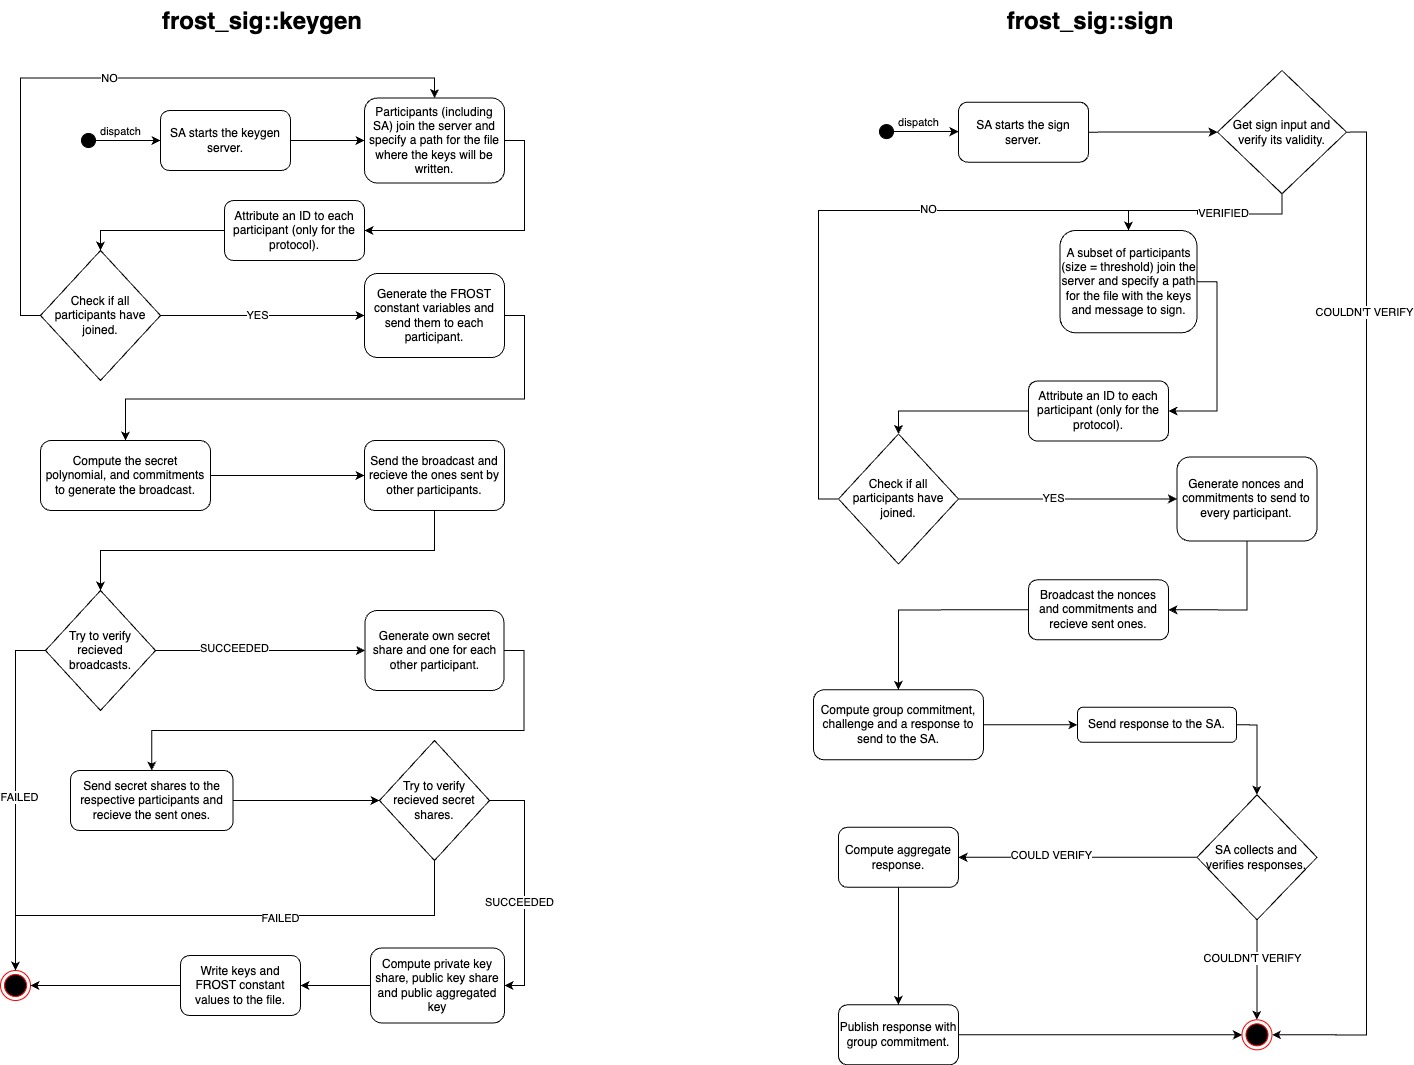 frost_sig::keygen
NO
dispatch
SA starts the keygen
server.
Participants (including
SA) join the server and
specify a path for the file
where the keys will be
written.
Attribute an ID to each
participant (only for the
protocol).
Check if all
participants have
joined.
YES
Generate the FROST
constant variables and
send them to each
participant.
Compute the secret
polynomial, and commitments
to generate the broadcast.
Send the broadcast and
recieve the ones sent by
other participants.
Try to verify
recieved
broadcasts.
SUCCEEDED
Generate own secret
share and one for each
other participant.
FAILED
Send secret shares to the
respective participants and
recieve the sent ones.
Try to verify
recieved secret
shares.
SUCCEEDED
FAILED
Compute private key
share, public key share
and public aggregated
key
Write keys and
FROST constant
values to the file.
frost_sig::sign
dispatch
SA starts the sign
server.
Get sign input and
verify its validity.
NO
VERIFIED
A subset of participants
(size = threshold) join the
server and specify a path
for the file with the keys
and message to sign.
COULDN'T VERIFY
Attribute an ID to each
participant (only for the
protocol).
Check if all
participants have
joined.
YES
Generate nonces and
commitments to send to
every participant.
Broadcast the nonces
and commitments and
recieve sent ones.
Compute group commitment,
challenge and a response to
send to the SA.
Send response to the SA.
SA collects and
verifies responses.
COULD VERIFY
Compute aggregate
response.
COULDN'T VERIFY
Publish response with
group commitment.